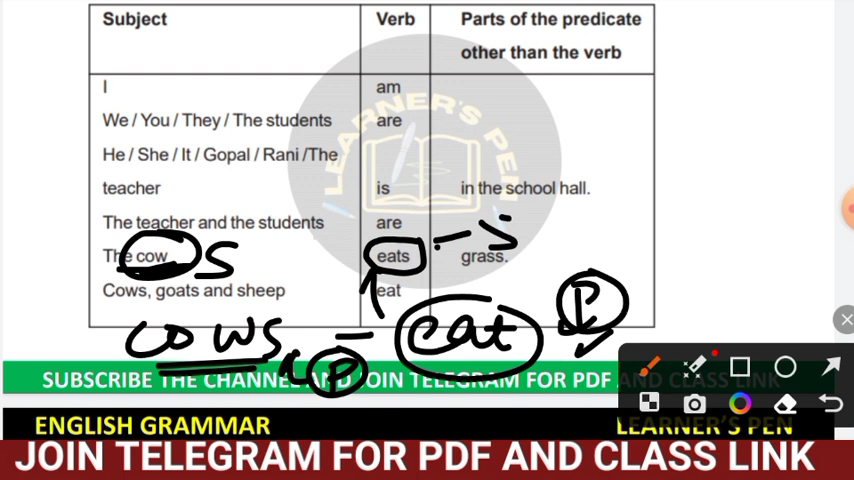 Subject Verb Parts of the predicate
other than the verb
I am
We / You / They / The students are
He / She / It / Gopal / Rani /The
teacher is in the school hall.
The teacher and the students are
The cow s eats - s grass.
Cows, goats and sheep eat
cows - eat P
P
LEARNER'S PEN
SUBSCRIBE THE CHANNEL AND JOIN TELEGRAM FOR PDF AND CLASS LINK
ENGLISH GRAMMAR LEARNER'S PEN
JOIN TELEGRAM FOR PDF AND CLASS LINK